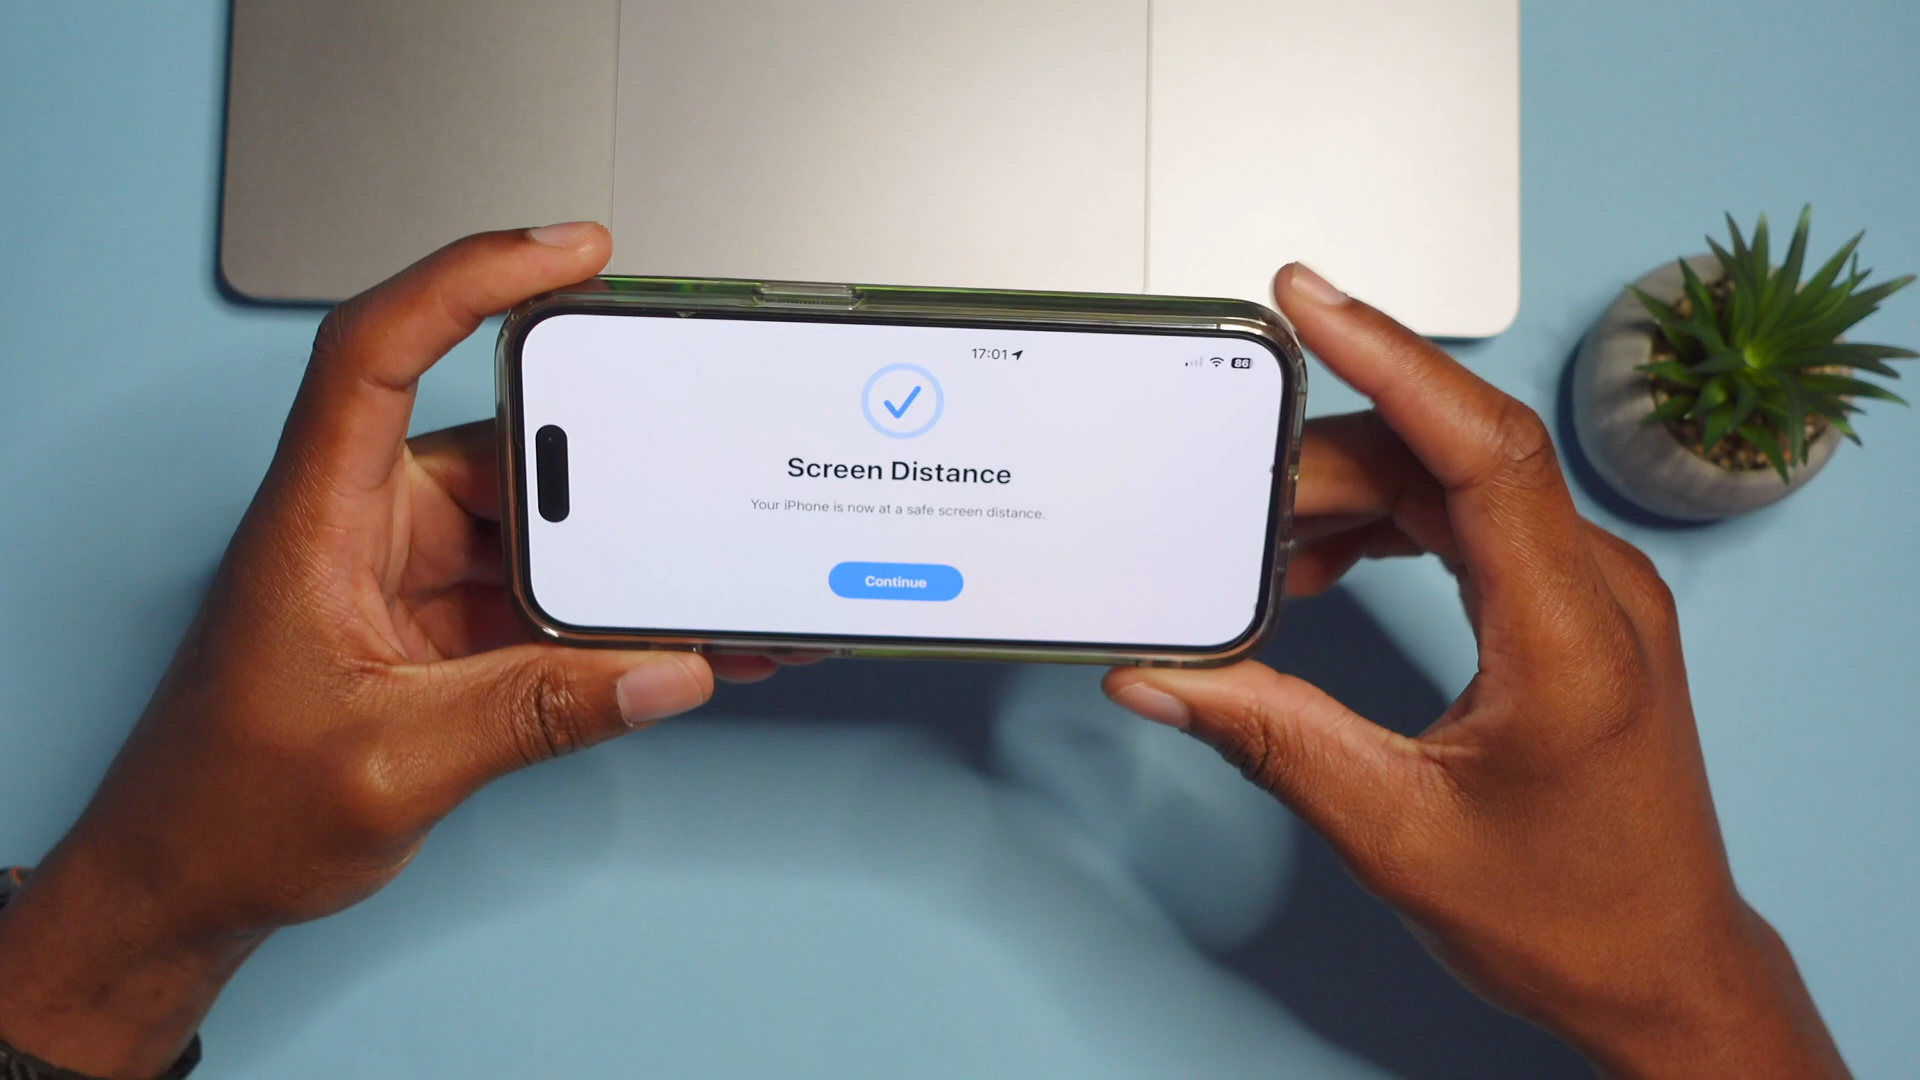 17:01
86
Screen Distance
Your iPhone is now at a safe screen distance.
Continue